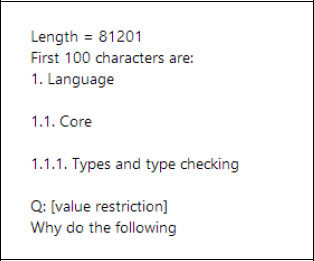 Length = 81201
First 100 characters are:
1. Language
1.1. Core
1.1.1. Types and type checking
Q: [value restriction]
Why do the following